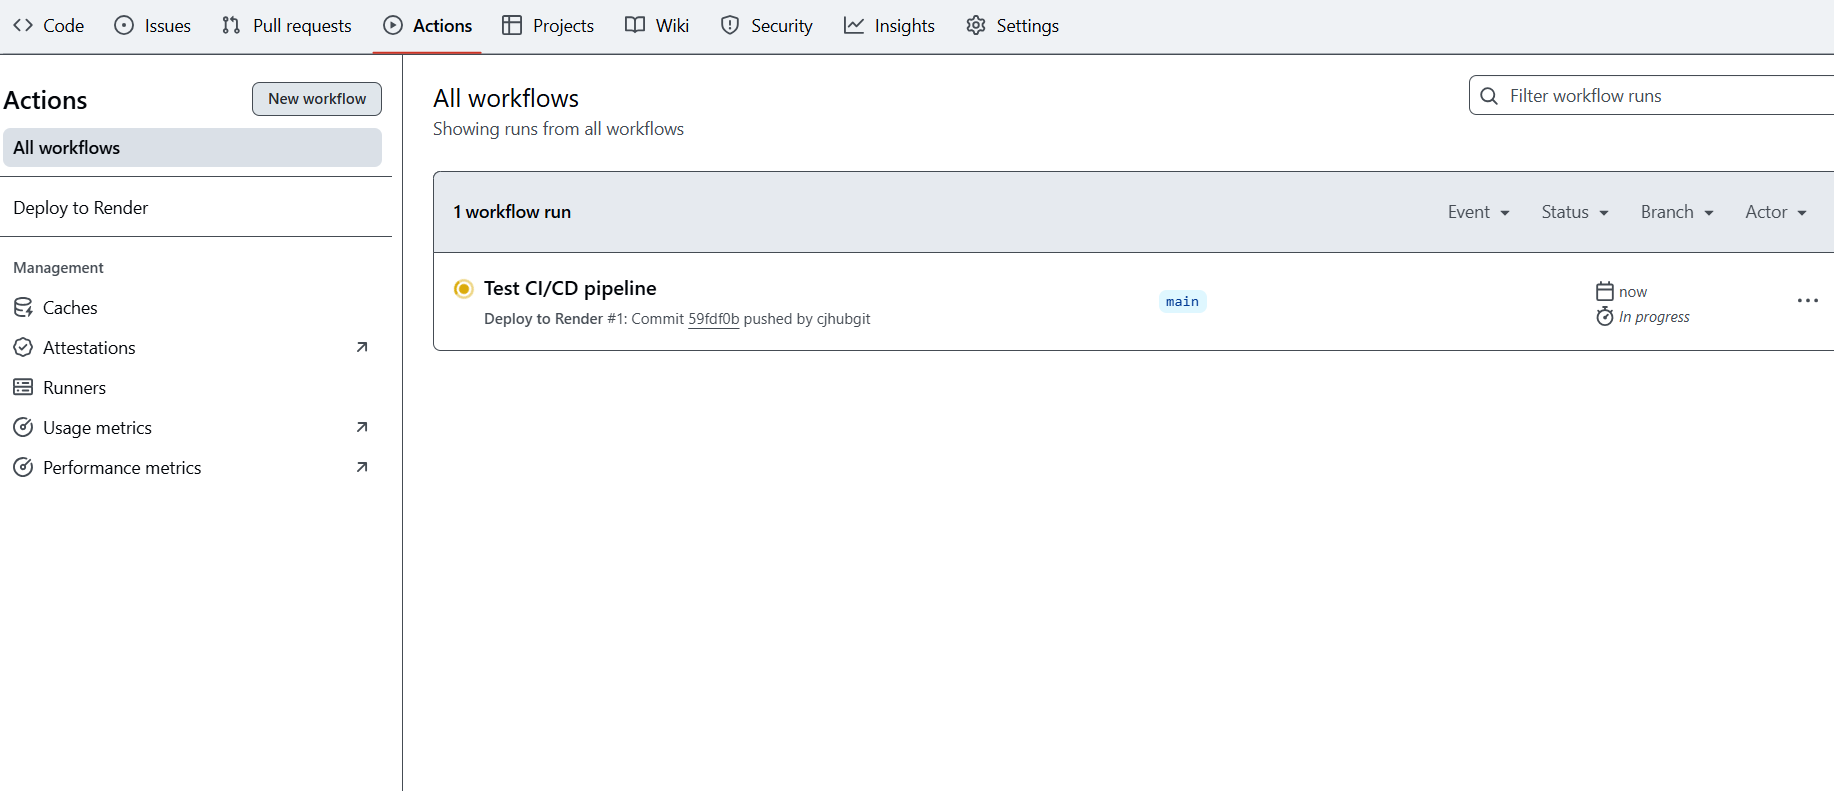 Code Issues Pull requests Actions Projects Wiki Security Insights Settings
Actions
New workflow
All workflows
Deploy to Render
Management
Caches
Attestations
Runners
Usage metrics
Performance metrics
All workflows
Showing runs from all workflows
Filter workflow runs
1 workflow run
Event Status Branch Actor
Test CI/CD pipeline
Deploy to Render #1: Commit 59fdf0b pushed by cjhubgit
main
now
In progress